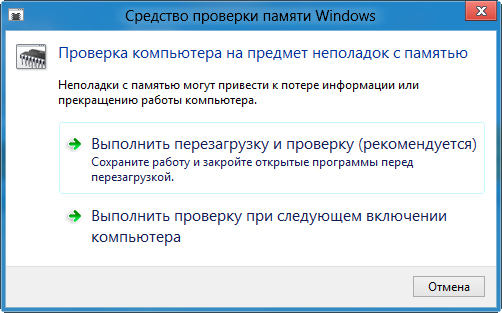 Средство проверки памяти Windows
Проверка компьютера на предмет неполадок с памятью
Неполадки с памятью могут привести к потере информации или
прекращению работы компьютера.
Выполнить перезагрузку и проверку (рекомендуется)
Сохраните работу и закройте открытые программы перед
перезагрузкой.
Выполнить проверку при следующем включении
компьютера
Отмена